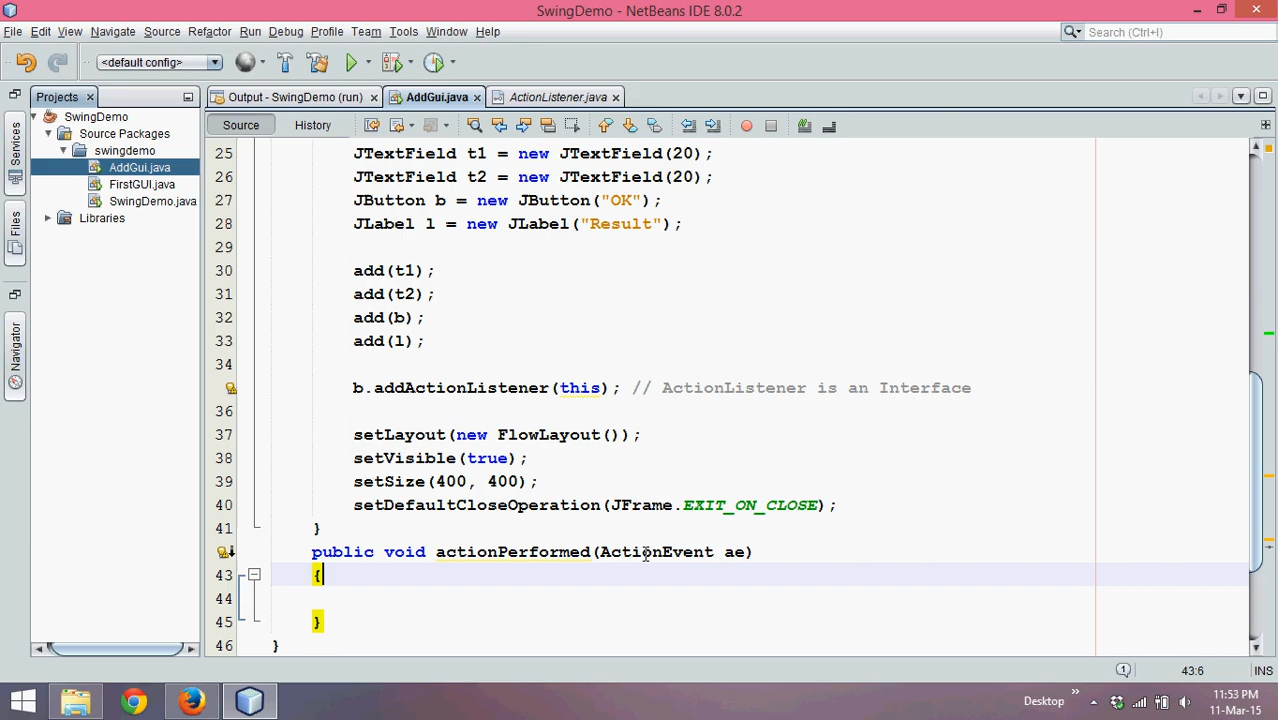 SwingDemo - NetBeans IDE 8.0.2
File Edit View Navigate Source Refactor Run Debug Profile Team Tools Window Help
Search (Ctrl+I)
<default config>
Projects
Output - SwingDemo (run)
AddGui.java
ActionListener.java
Source
History
Services
Files
Navigator
SwingDemo
Source Packages
swingdemo
AddGui.java
FirstGUI.java
SwingDemo.java
Libraries
25 JTextField t1 = new JTextField(20);
26 JTextField t2 = new JTextField(20);
27 JButton b = new JButton("OK");
28 JLabel l = new JLabel("Result");
29
30 add(t1);
31 add(t2);
32 add(b);
33 add(l);
34
b.addActionListener(this); // ActionListener is an Interface
36
37 setLayout(new FlowLayout());
38 setVisible(true);
39 setSize(400, 400);
40 setDefaultCloseOperation(JFrame.EXIT_ON_CLOSE);
41 }
public void actionPerformed(ActionEvent ae)
43 {
44
45 }
46 }
1
43:6
INS
Desktop
11:53 PM
11-Mar-15